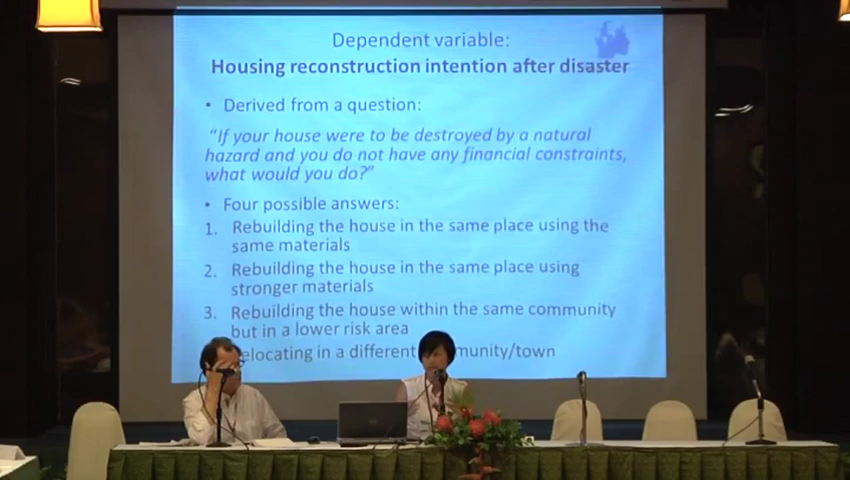 Dependent variable:
Housing reconstruction intention after disaster
• Derived from a question:
"If your house were to be destroyed by a natural
hazard and you do not have any financial constraints,
what would you do?"
• Four possible answers:
1. Rebuilding the house in the same place using the
same materials
2. Rebuilding the house in the same place using
stronger materials
3. Rebuilding the house within the same community
but in a lower risk area
in a different